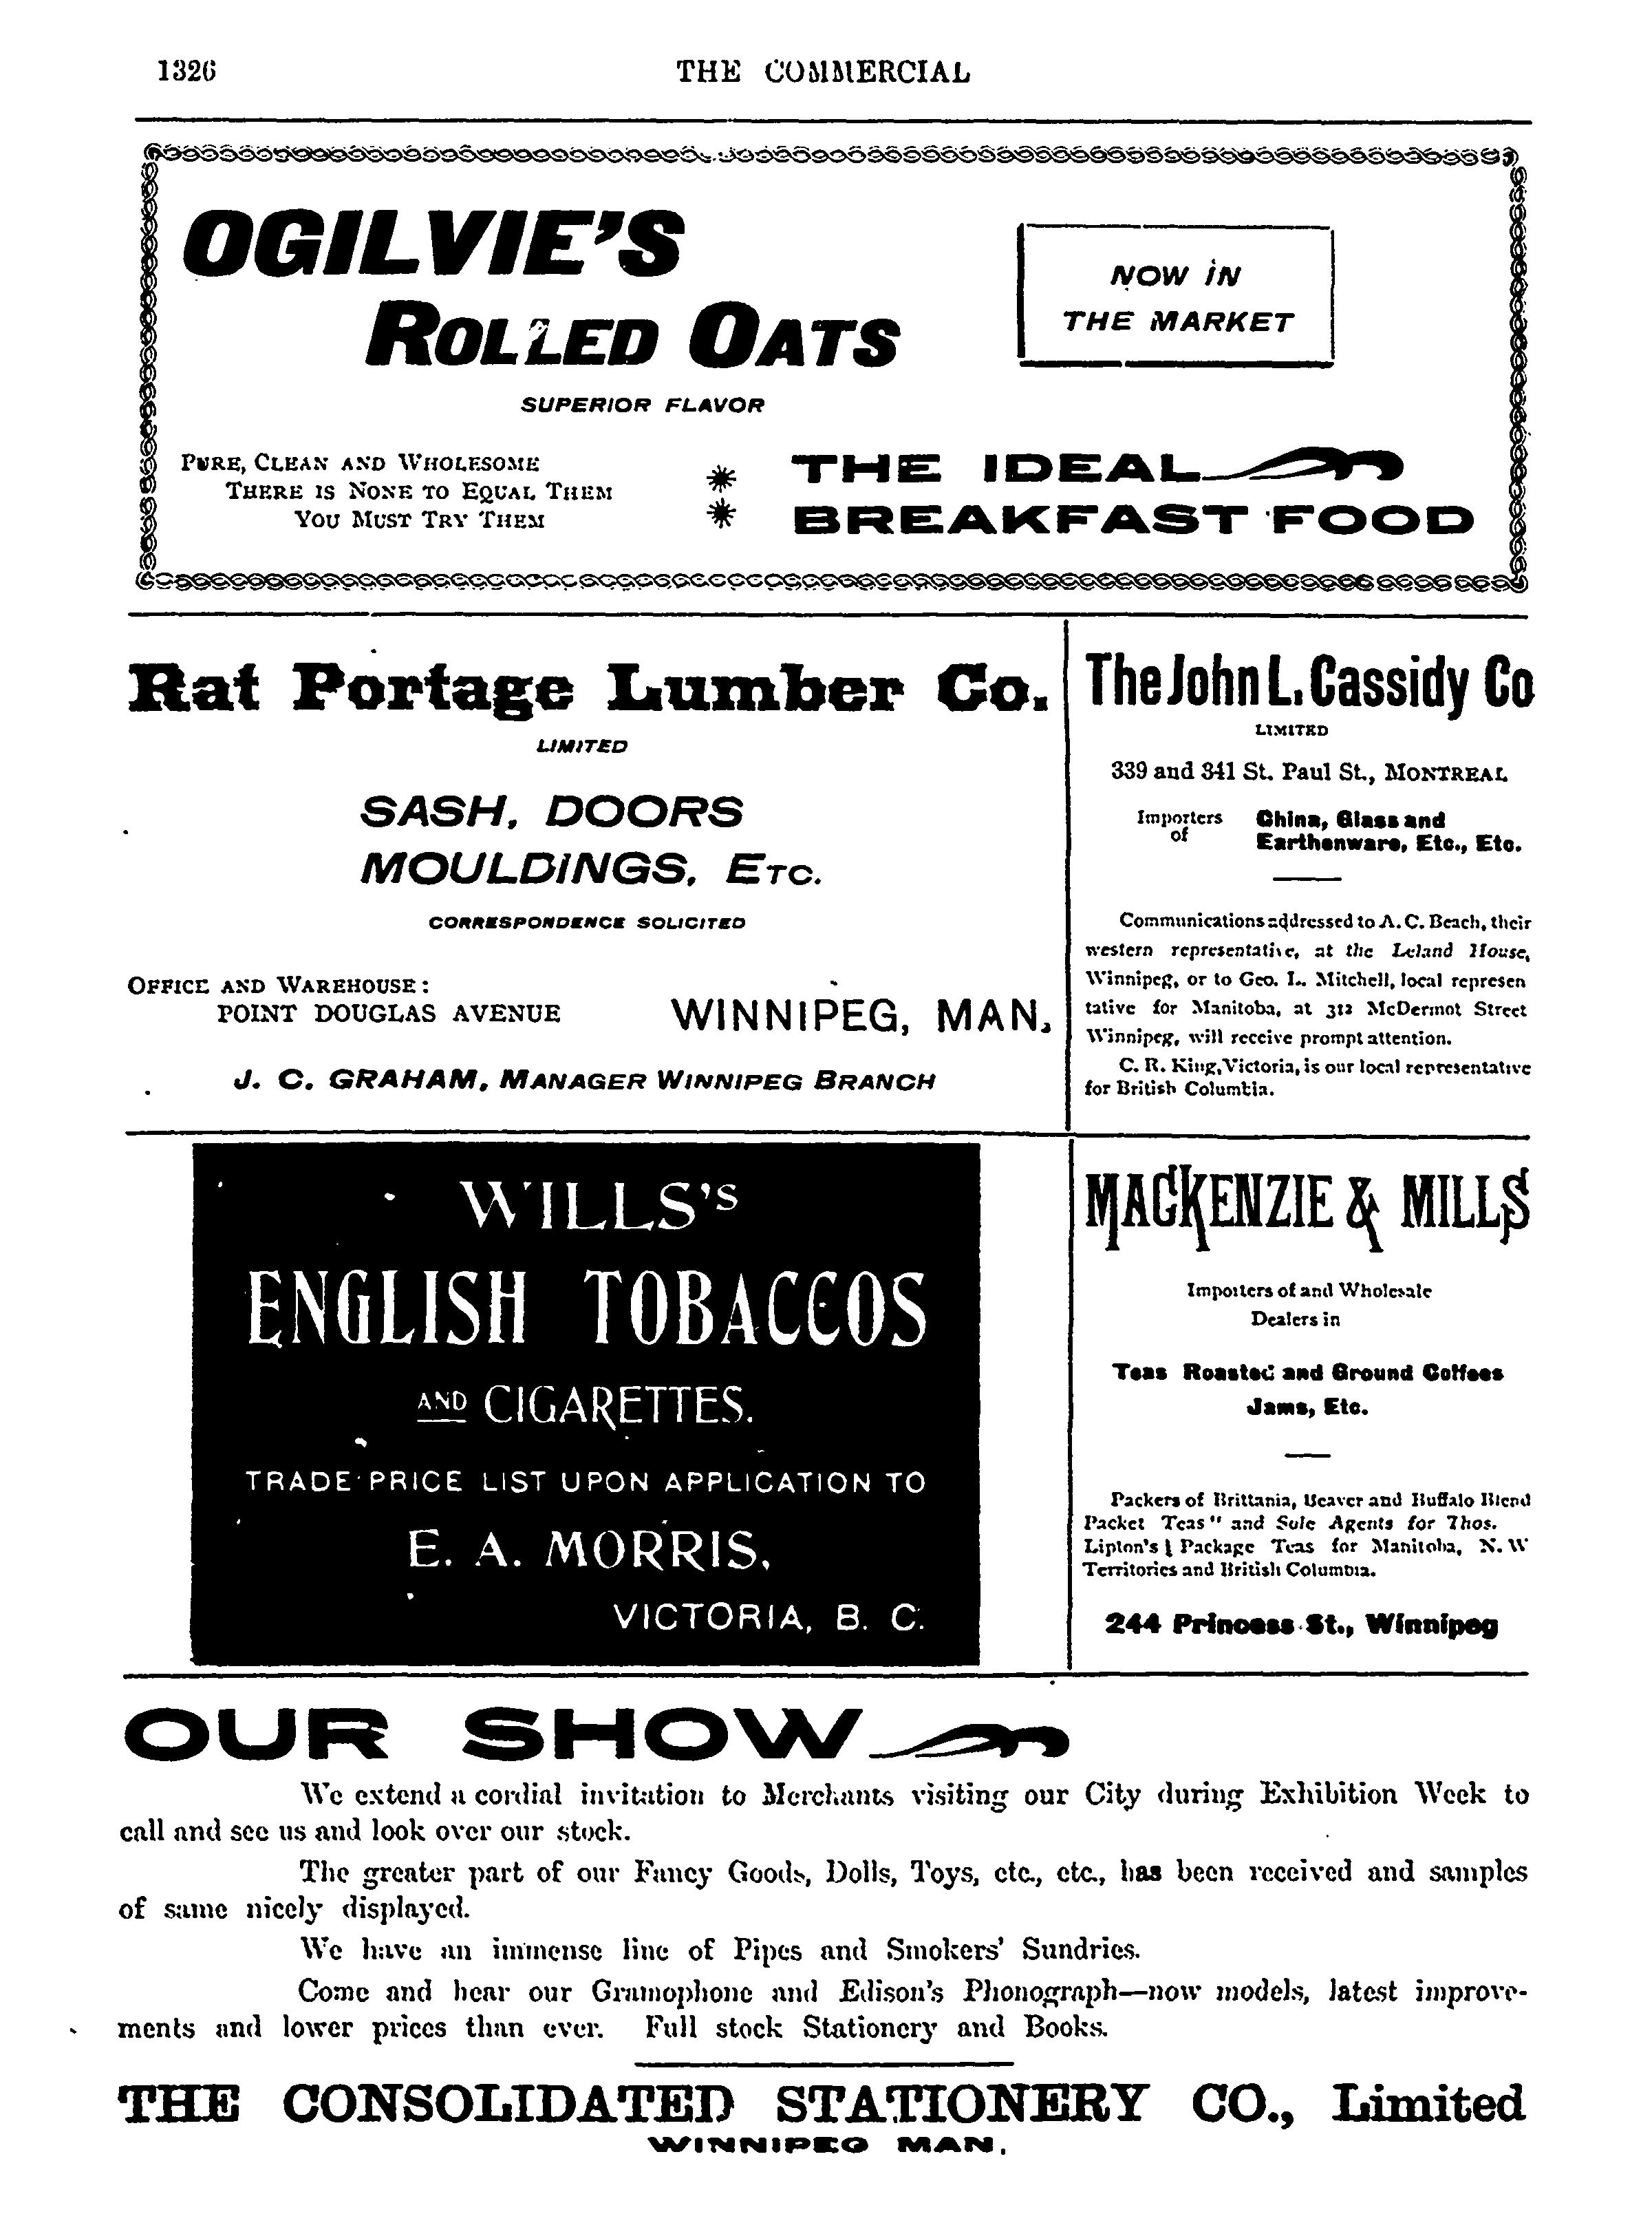 1326
THE COMMERCIAL
OGILVIE'S
ROLLED OATS
SUPERIOR FLAVOR
NOW IN
THE MARKET
PURE, CLEAN AND WHOLESOME
THERE IS NONE TO EQUAL THEM
YOU MUST TRY THEM
THE IDEAL
BREAKFAST FOOD
Rat Portage Lumber Co.
LIMITED
SASH, DOORS
MOULDINGS, ETC.
CORRESPONDENCE SOLICITED
OFFICE AND WAREHOUSE:
POINT DOUGLAS AVENUE
WINNIPEG, MAN.
J. C. GRAHAM, MANAGER WINNIPEG BRANCH
The John L. Cassidy Co
LIMITED
339 and 341 St. Paul St., MONTREAL
Importers of
China, Glass and
Earthenware, Etc., Etc.
Communications addressed to A. C. Beach, their
western representative, at the Leland House,
Winnipeg, or to Geo. L. Mitchell, local represen
tative for Manitoba, at 312 McDermot Street
Winnipeg, will receive prompt attention.
C. R. King, Victoria, is our local representative
for British Columbia.
WILLS'S
ENGLISH TOBACCOS
AND CIGARETTES.
TRADE PRICE LIST UPON APPLICATION TO
E. A. MORRIS,
VICTORIA, B. C.
MACKENZIE & MILLS
Importers of and Wholesale
Dealers in
Teas Roasted and Ground Coffees
Jams, Etc.
Packers of Brittania, Beaver and Buffalo Blend
Packet Teas" and Sole Agents for Thos.
Lipton's Package Teas for Manitoba, N. W
Territories and British Columbia.
244 Princess St., Winnipeg
OUR SHOW
We extend a cordial invitation to Merchants visiting our City during Exhibition Week to
call and see us and look over our stock.
The greater part of our Fancy Goods, Dolls, Toys, etc., etc., has been received and samples
of same nicely displayed.
We have an immense line of Pipes and Smokers' Sundries.
Come and hear our Gramophone and Edison's Phonograph—now models, latest improve-
ments and lower prices than ever. Full stock Stationery and Books.
THE CONSOLIDATED STATIONERY CO., Limited
WINNIPEG MAN.